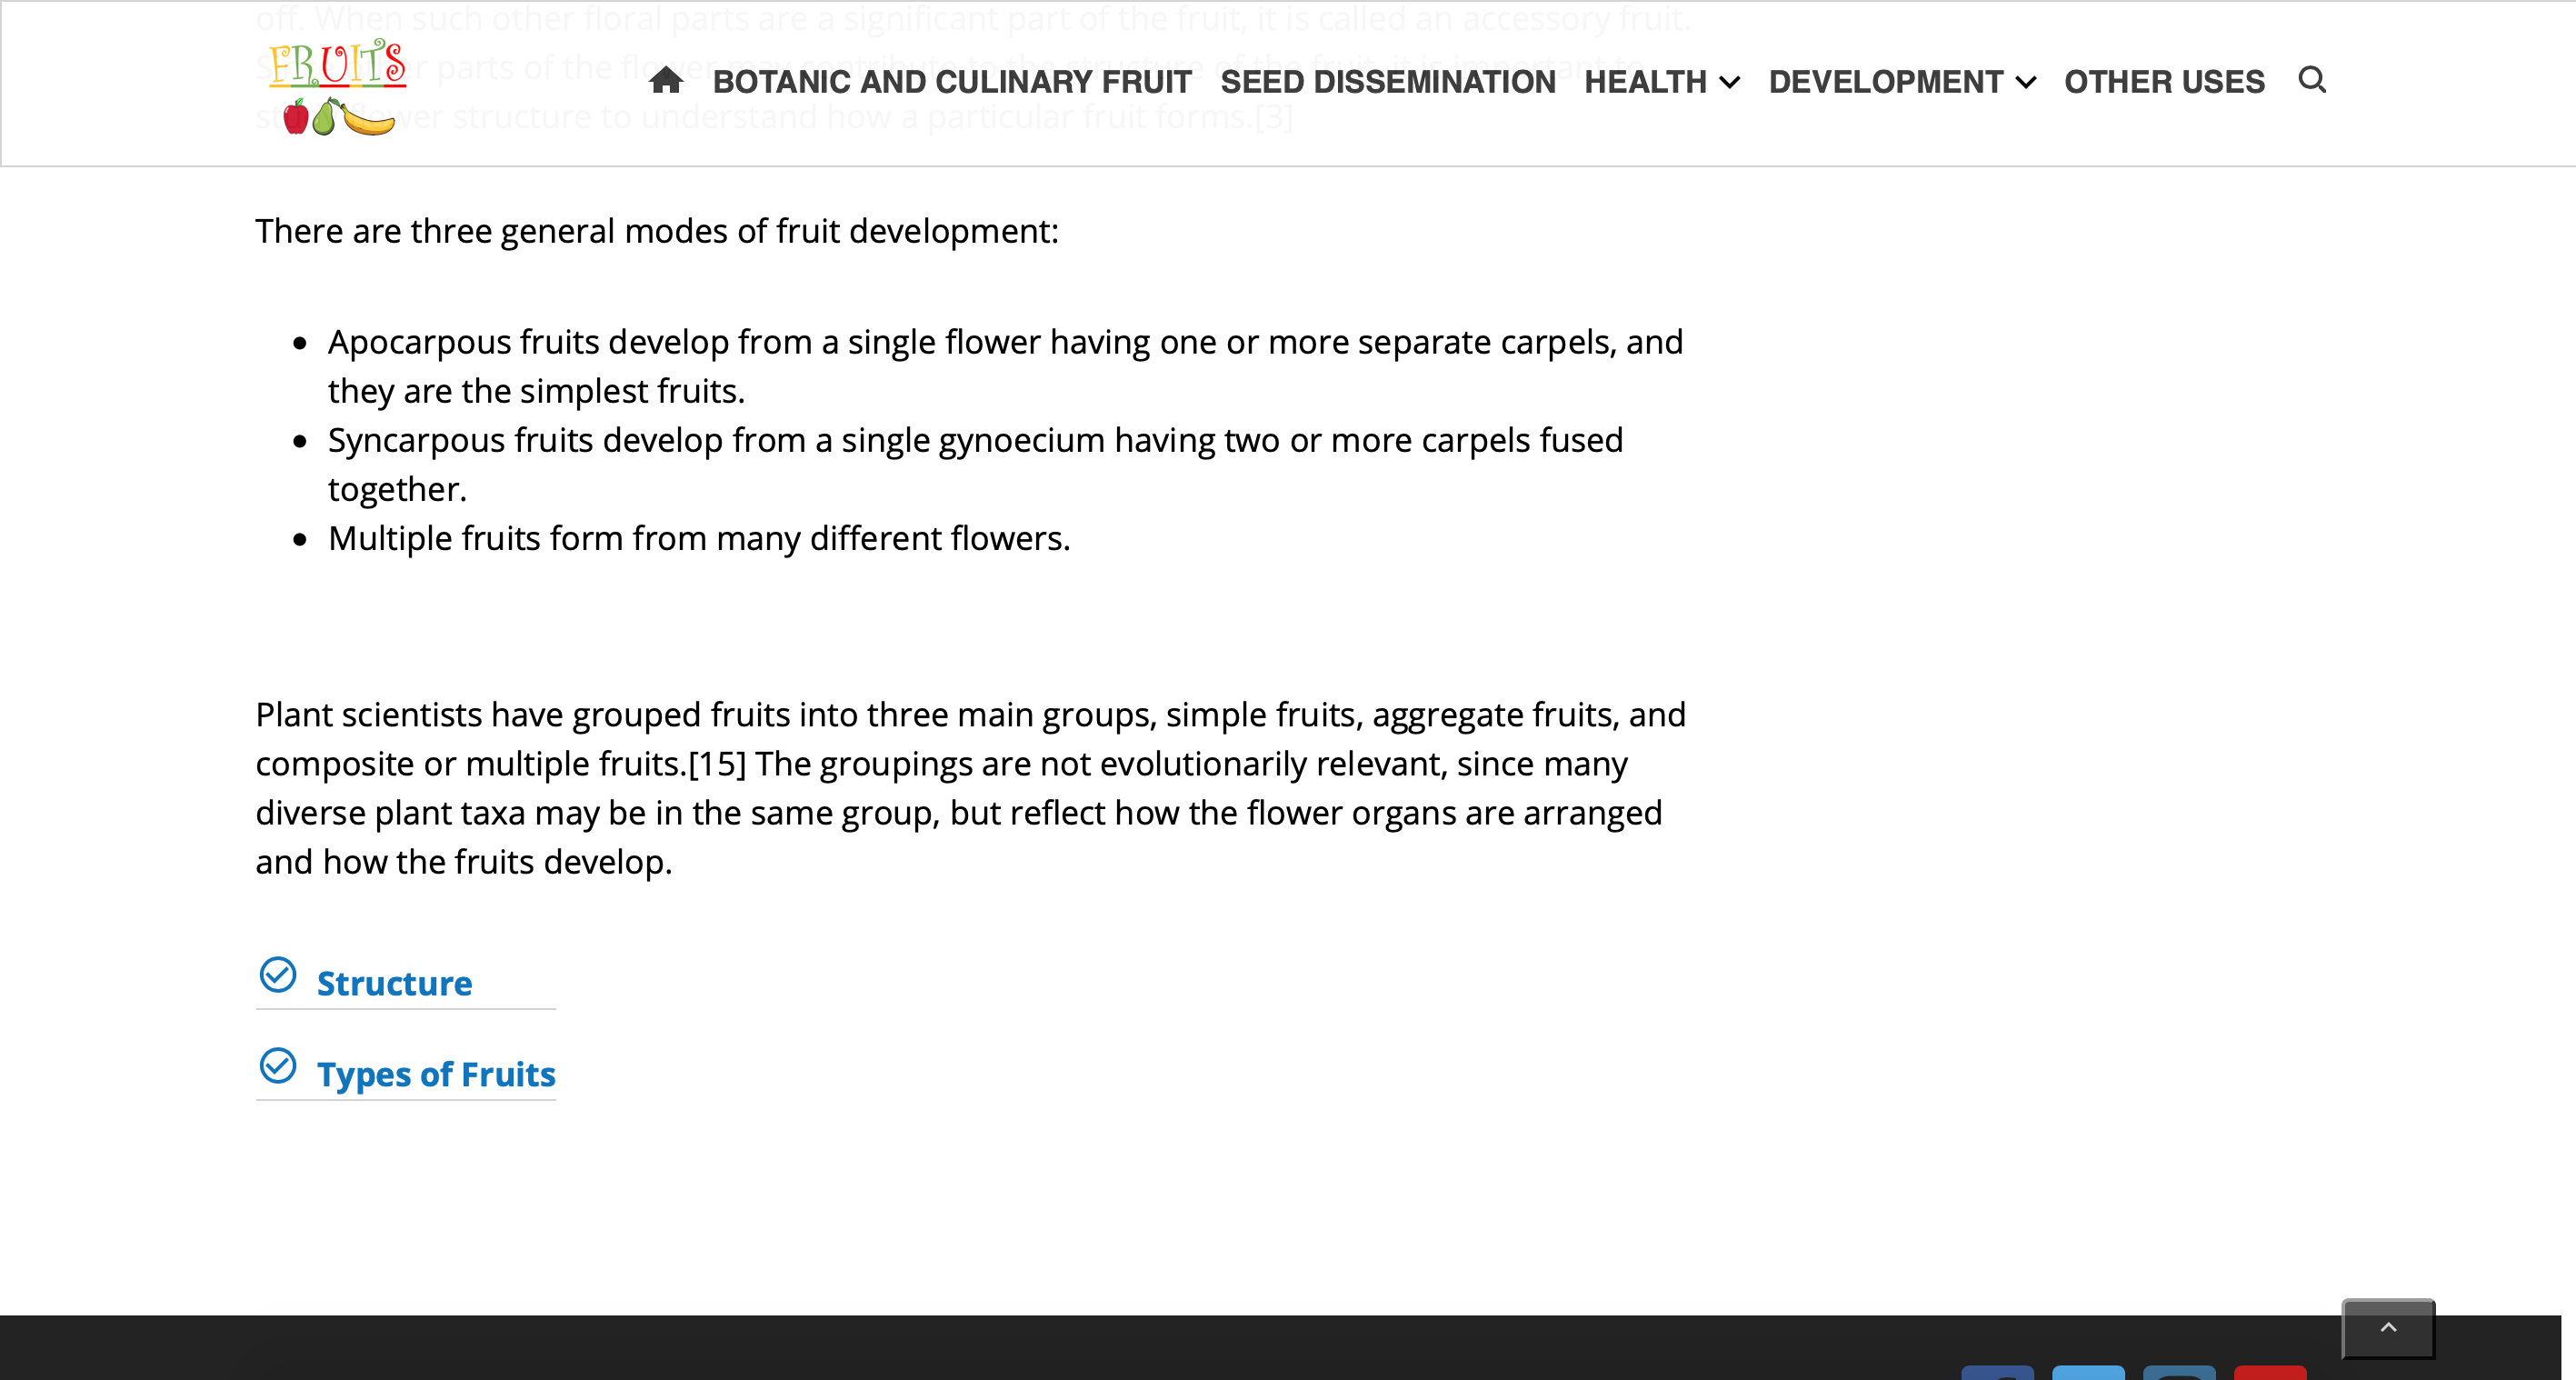 off. When such other floral parts are a significant part of the fruit, it is called an accessory fruit.
FRUITS
parts of the flower may contribute to the structure of the fruit, it is important to
structure to understand how a particular fruit forms.[3]
BOTANIC AND CULINARY FRUIT SEED DISSEMINATION HEALTH DEVELOPMENT OTHER USES
There are three general modes of fruit development:
• Apocarpous fruits develop from a single flower having one or more separate carpels, and
they are the simplest fruits.
• Syncarpous fruits develop from a single gynoecium having two or more carpels fused
together.
• Multiple fruits form from many different flowers.
Plant scientists have grouped fruits into three main groups, simple fruits, aggregate fruits, and
composite or multiple fruits.[15] The groupings are not evolutionarily relevant, since many
diverse plant taxa may be in the same group, but reflect how the flower organs are arranged
and how the fruits develop.
Structure
Types of Fruits